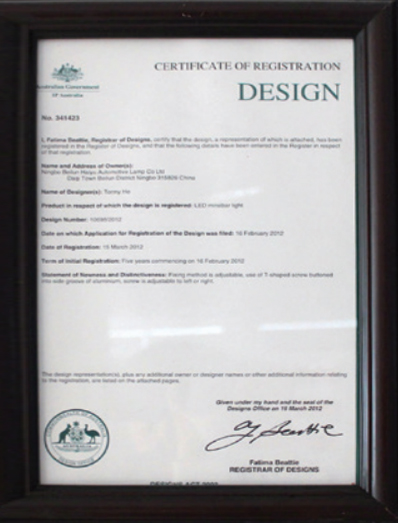 Australian Government
IP Australia
CERTIFICATE OF REGISTRATION
DESIGN
No. 341423
I, Fatima Beattie, Registrar of Designs, certify that the design, a representation of which is attached, has been
registered in the Register of Designs, and that the following details have been entered in the Register in respect
of that registration.
Name and Address of Owner(s):
Ningbo Beilun Automotive Lamp Co Ltd
Town Beilun District Ningbo China
Name of Designer(s): Tenny He
Product in respect of which the design is registered: LED minibar light
Design Number:
Date on which Application for Registration of the Design was filed: 16 February 2012
Date of Registration: 15 March 2012
Term of Initial Registration: Five years commencing on 16 February 2012
Statement of Newness and Distinctiveness: Fixing method is adjustable, use of T-shaped screw buttoned
into side groove of aluminium, screw is adjustable to left or right.
The design representation(s), plus any additional owner or designer names or other additional information relating
to the registration, are listed on the attached pages.
Given under my hand and the seal of the
Designs Office on 15 March 2012
Fatima Beattie
REGISTRAR OF DESIGNS